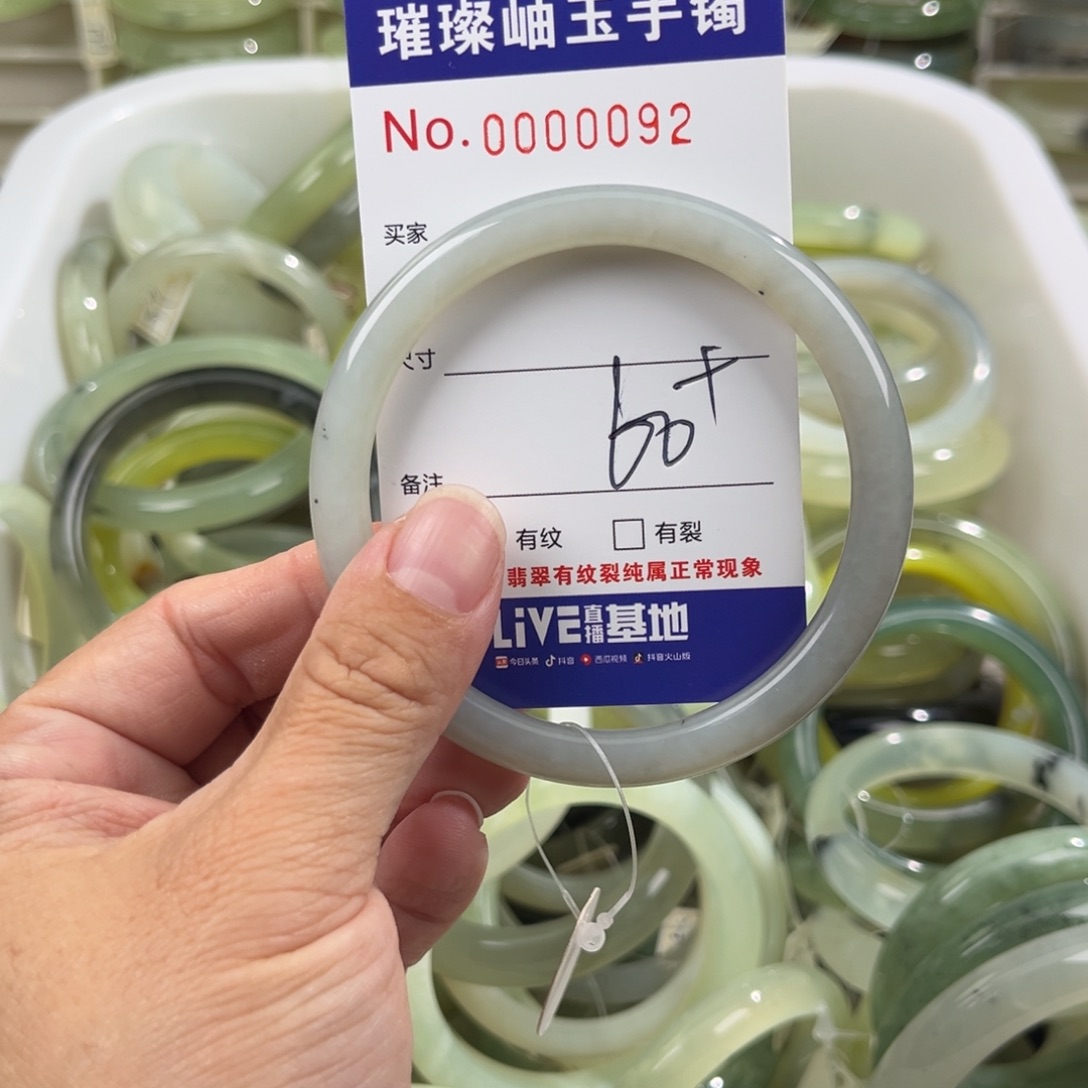 璀璨岫玉手镯
No.0000092
买家
尺寸
60+
备注
有纹 有裂
翡翠有纹裂纯属正常现象
LiVE直播基地
今日头条 抖音 西瓜视频 抖音火山版